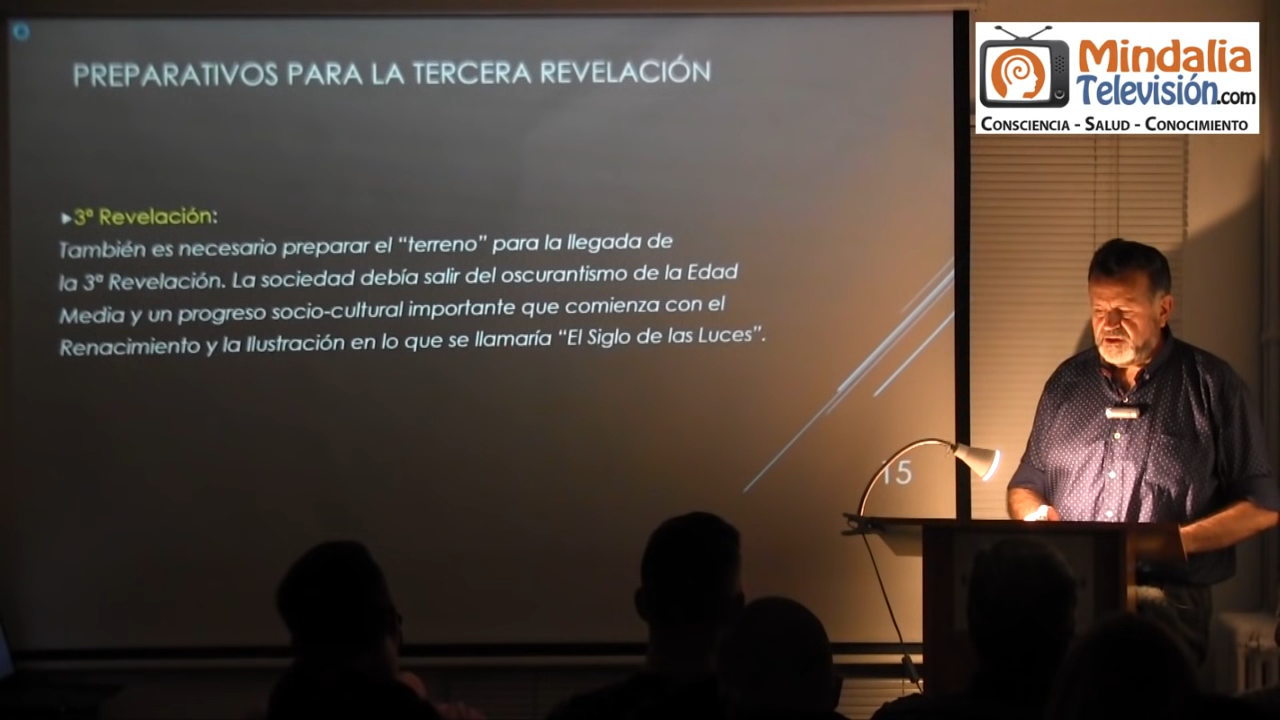 PREPARATIVOS PARA LA TERCERA REVELACIÓN
3ª Revelación:
También es necesario preparar el “terreno” para la llegada de
la 3ª Revelación. La sociedad debía salir del oscurantismo de la Edad
Media y un progreso socio-cultural importante que comienza con el
Renacimiento y la Ilustración en lo que se llamaría “El Siglo de las Luces”.
15
Mindalia
Televisión.com
CONSCIENCIA - SALUD - CONOCIMIENTO